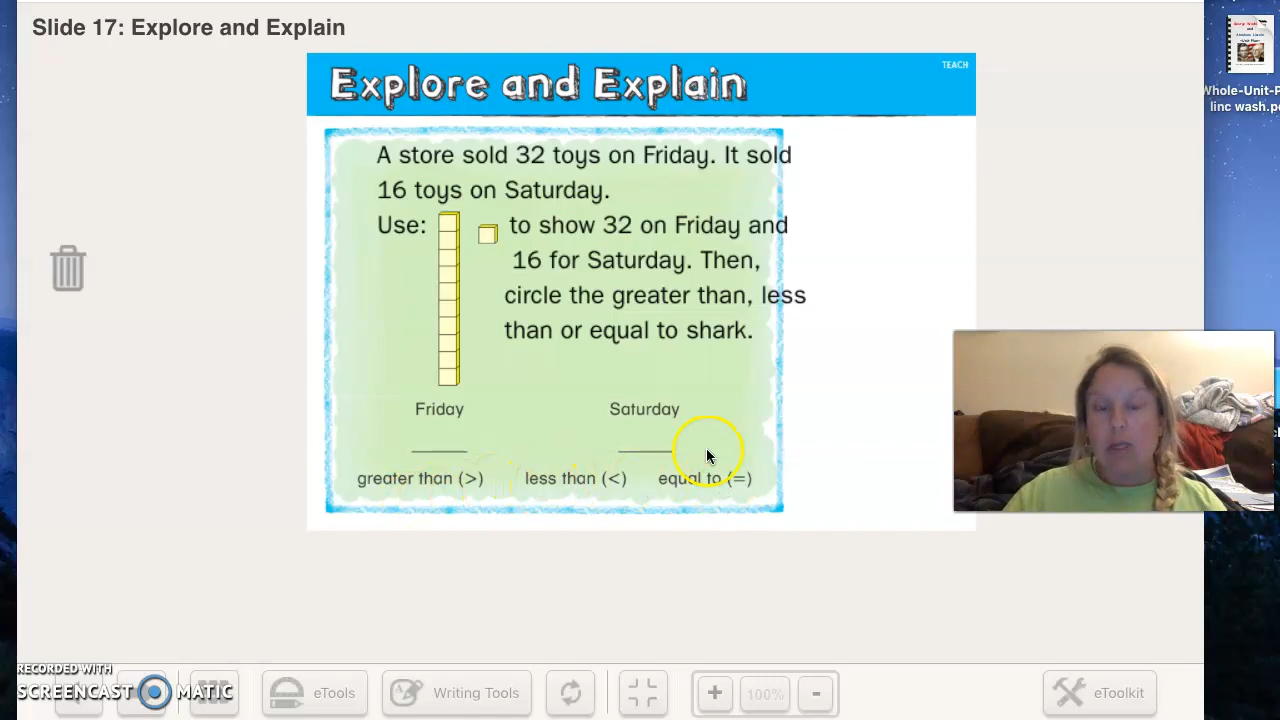 Slide 17: Explore and Explain
Explore and Explain
TEACH
A store sold 32 toys on Friday. It sold
16 toys on Saturday.
Use: to show 32 on Friday and
16 for Saturday. Then,
circle the greater than, less
than or equal to shark.
Friday Saturday
greater than (>) less than (<) equal to (=)
Whole-Unit-P
linc wash.p
RECORDED WITH
SCREENCAST MATIC
eTools
Writing Tools
+ 100% -
eToolkit